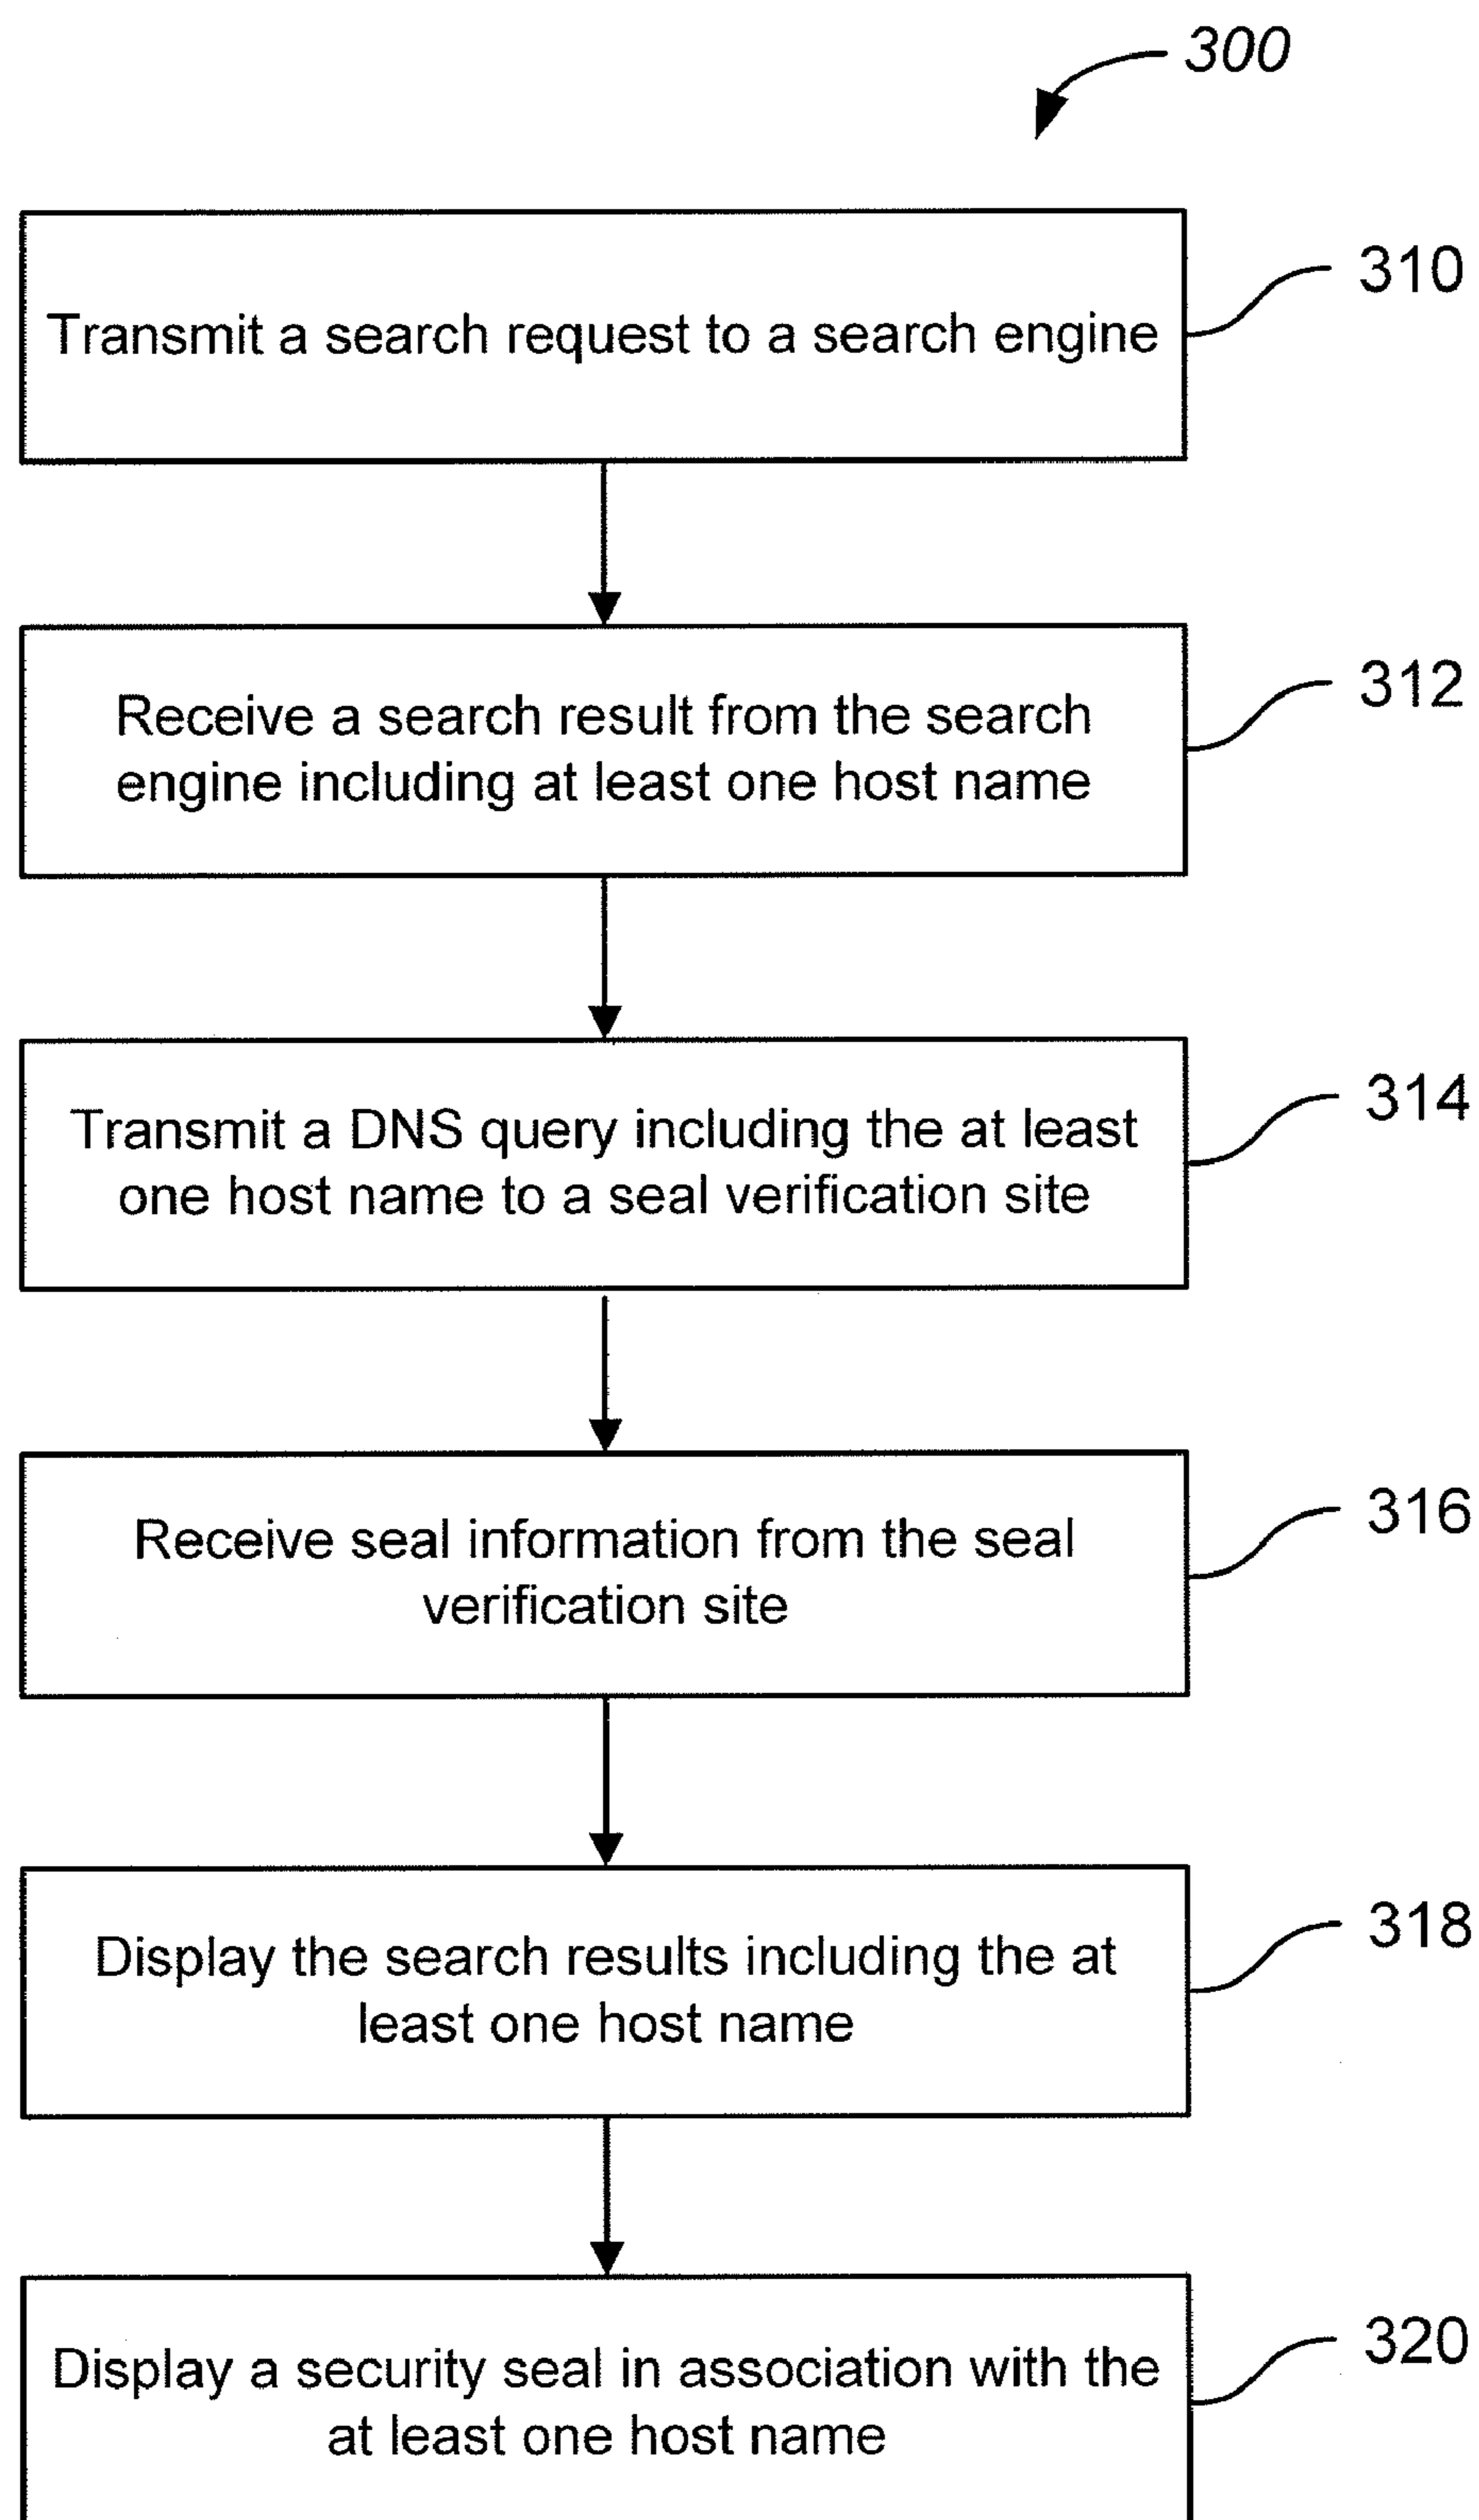 300
Transmit a search request to a search engine
310
Receive a search result from the search
engine including at least one host name
312
Transmit a DNS query including the at least
one host name to a seal verification site
314
Receive seal information from the seal
verification site
316
Display the search results including the at
least one host name
318
Display a security seal in association with the
at least one host name
320